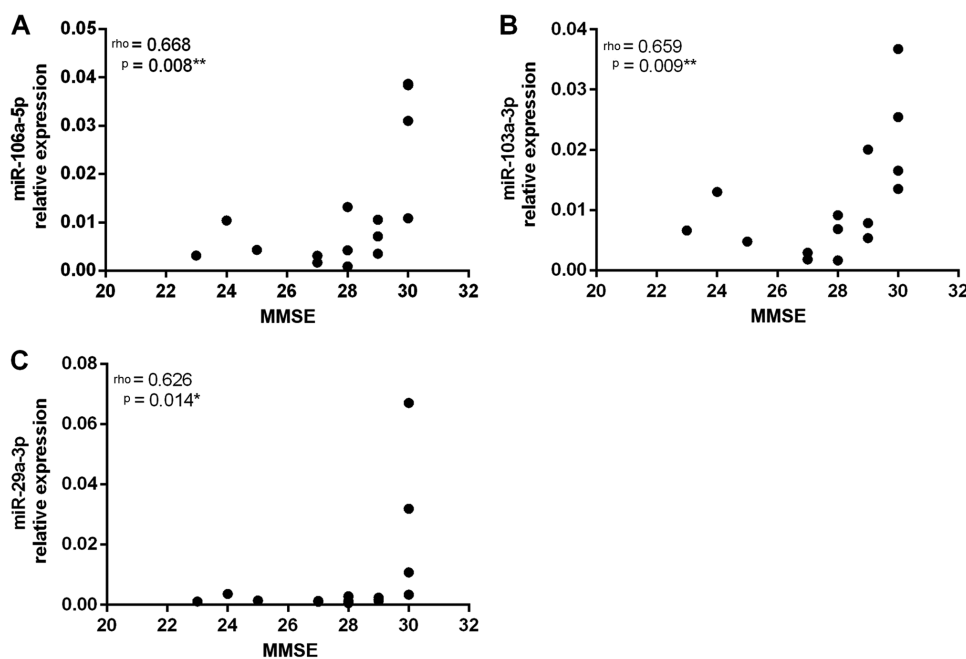 A
rho = 0.668
p = 0.008**
miR-106a-5p
relative expression
0.05
0.04
0.03
0.02
0.01
0.00
20 22 24 26 28 30 32
MMSE
B
rho = 0.659
p = 0.009**
miR-103a-3p
relative expression
0.04
0.03
0.02
0.01
0.00
20 22 24 26 28 30 32
MMSE
C
rho = 0.626
p = 0.014*
miR-29a-3p
relative expression
0.08
0.06
0.04
0.02
0.00
20 22 24 26 28 30 32
MMSE